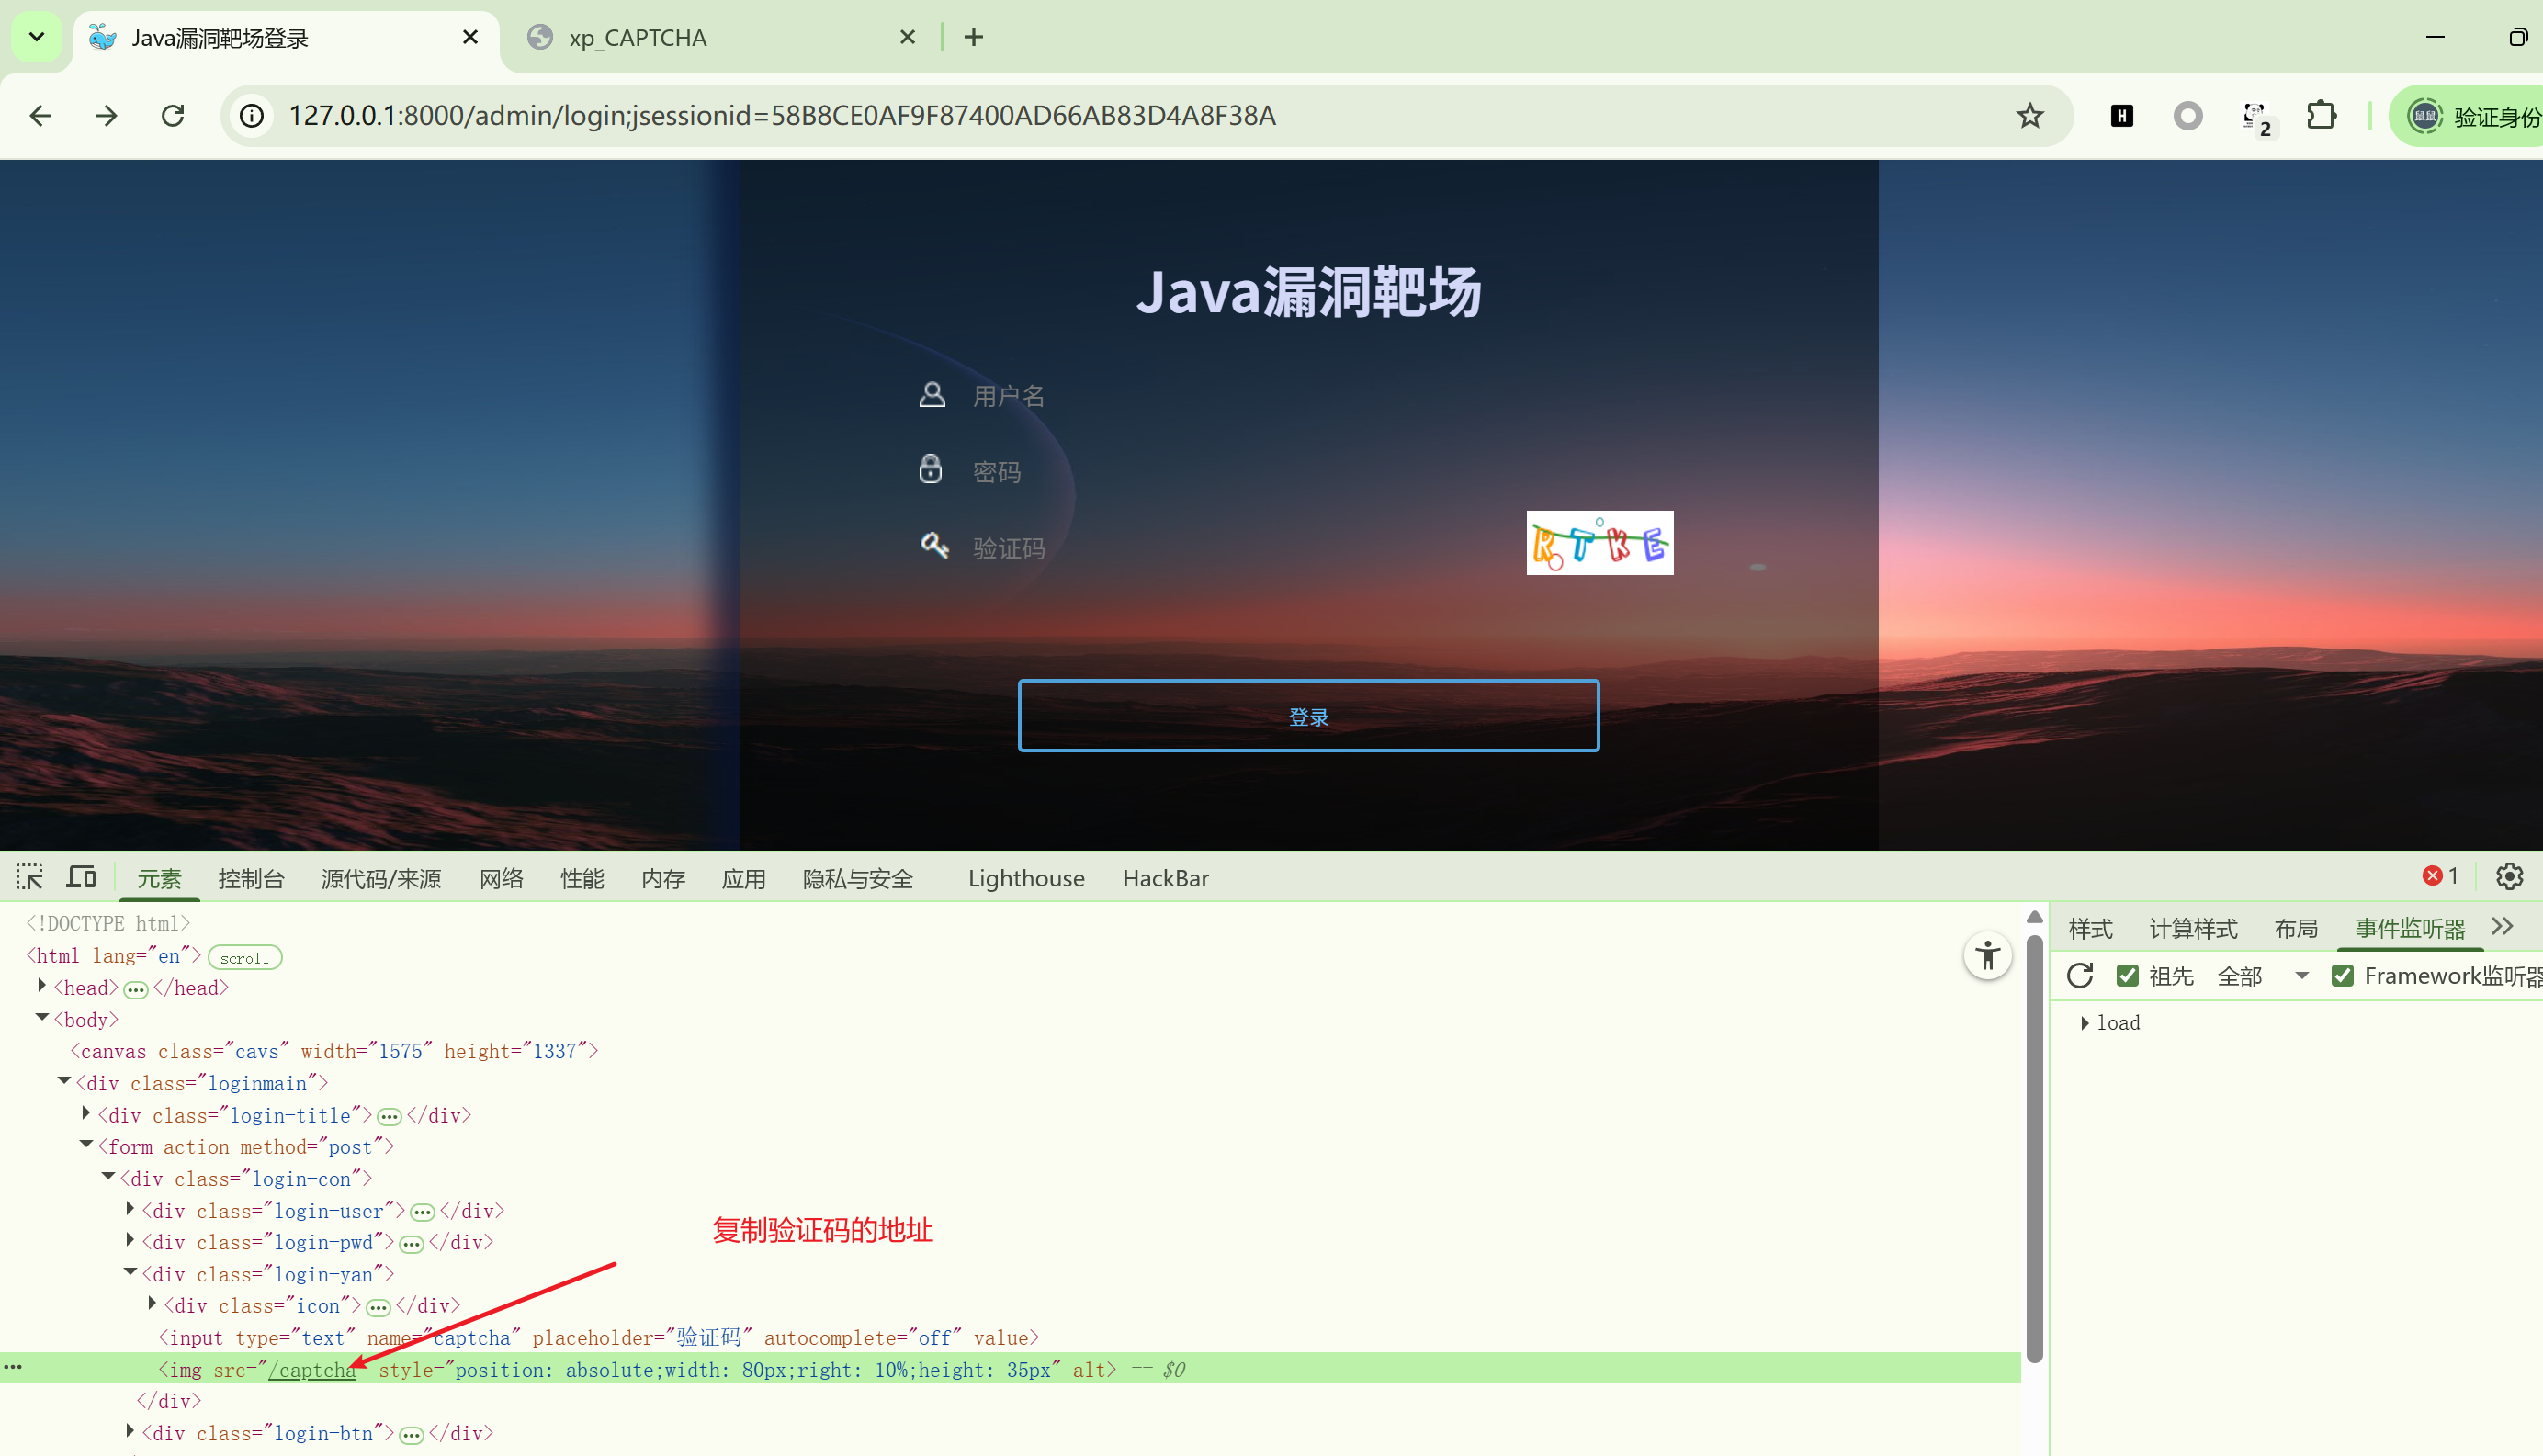 Java漏洞靶场登录
xp_CAPTCHA
127.0.0.1:8000/admin/login;jsessionid=58B8CE0AF9F87400AD66AB83D4A8F38A
H
2
鼠鼠
验证身份
Java漏洞靶场
用户名
密码
验证码
RTKE
登录
元素 控制台 源代码/来源 网络 性能 内存 应用 隐私与安全 Lighthouse HackBar
1
<!DOCTYPE html>
<html lang="en"> scroll
<head> ••• </head>
<body>
<canvas class="cavs" width="1575" height="1337">
<div class="loginmain">
<div class="login-title"> ••• </div>
<form action method="post">
<div class="login-con">
<div class="login-user"> ••• </div>
<div class="login-pwd"> ••• </div>
<div class="login-yan">
<div class="icon"> ••• </div>
<input type="text" name="captcha" placeholder="验证码" autocomplete="off" value>
<img src="/captcha" style="position: absolute;width: 80px;right: 10%;height: 35px" alt> == $0
</div>
<div class="login-btn"> ••• </div>
复制验证码的地址
样式 计算样式 布局 事件监听器
祖先 全部 Framework监听器
load